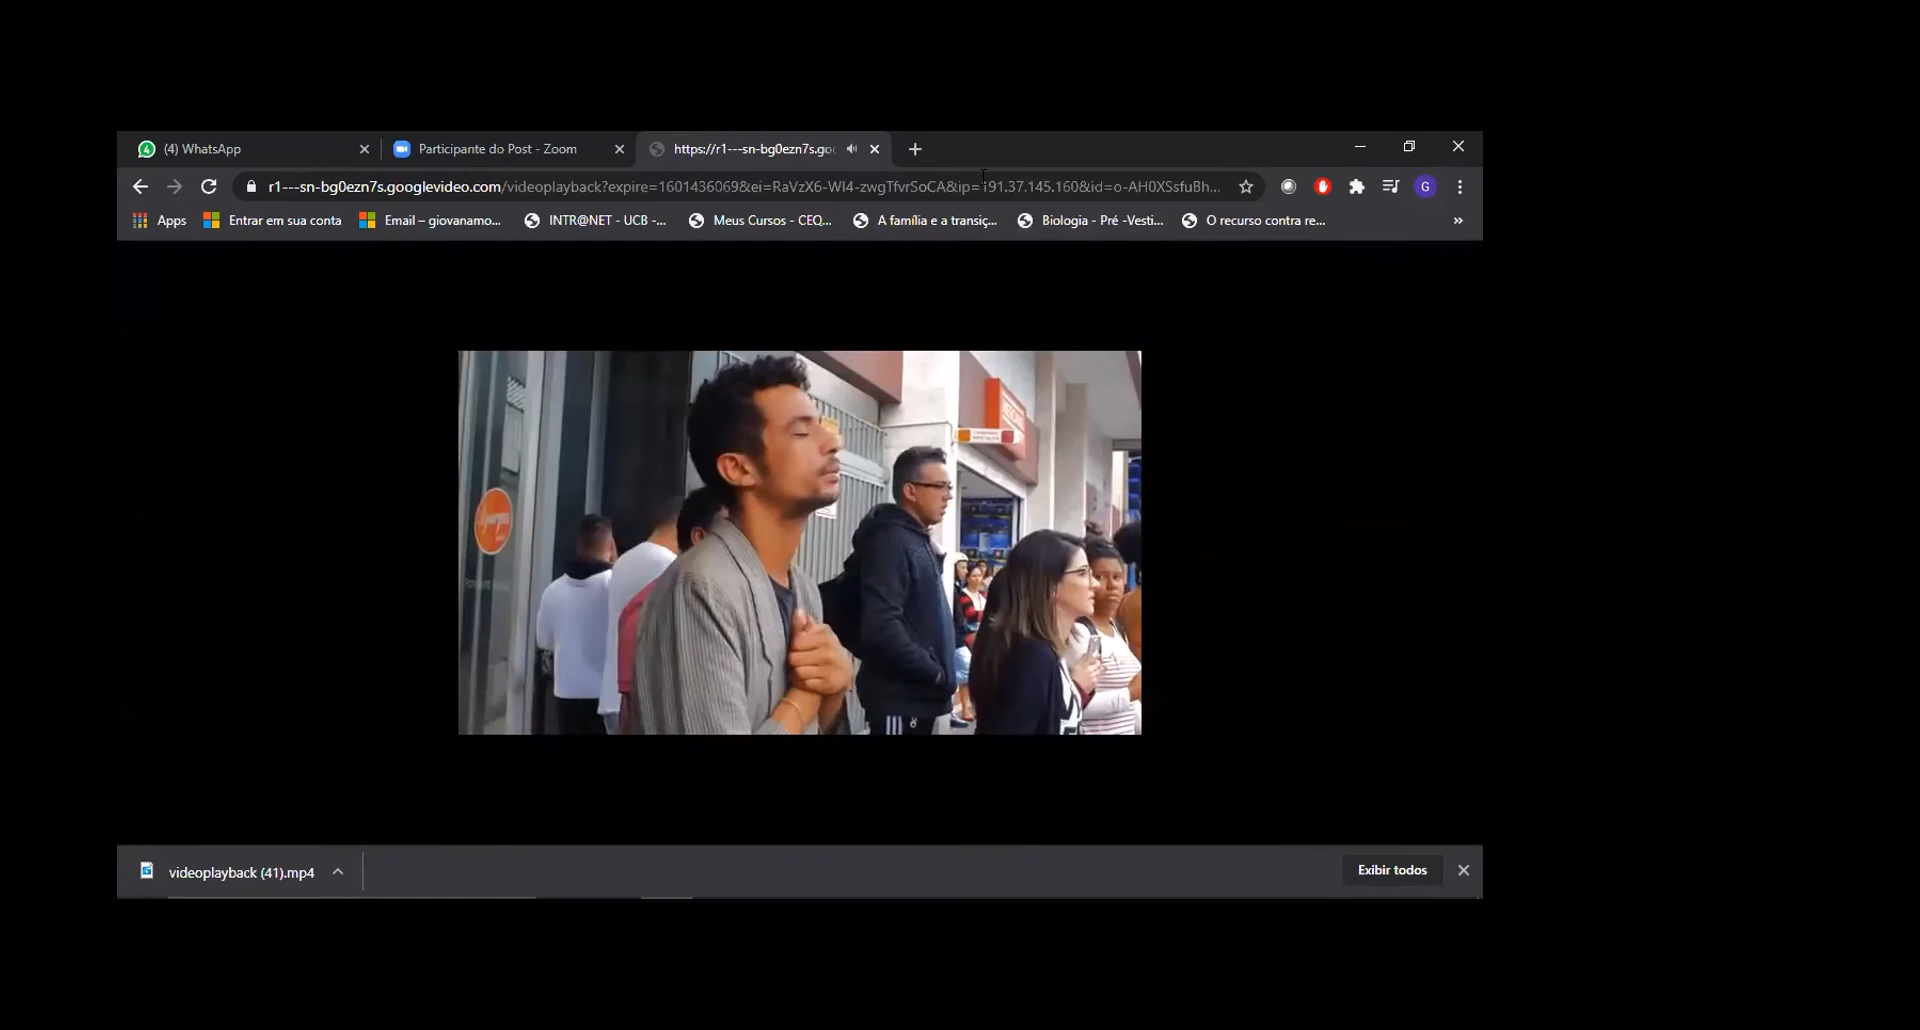 (4) WhatsApp
Participante do Post - Zoom
https://r1---sn-bg0ezn7s.goo
r1---sn-bg0ezn7s.googlevideo.com/videoplayback?expire=1601436069&ei=RaVzX6-WI4-zwgTfvrSoCA&ip=191.37.145.160&id=o-AH0XSsfuBh...
G
Apps
Entrar em sua conta
Email – giovanamo...
INTR@NET - UCB -...
Meus Cursos - CEQ...
A família e a transiç...
Biologia - Pré -Vesti...
O recurso contra re...
»
videoplayback (41).mp4
Exibir todos